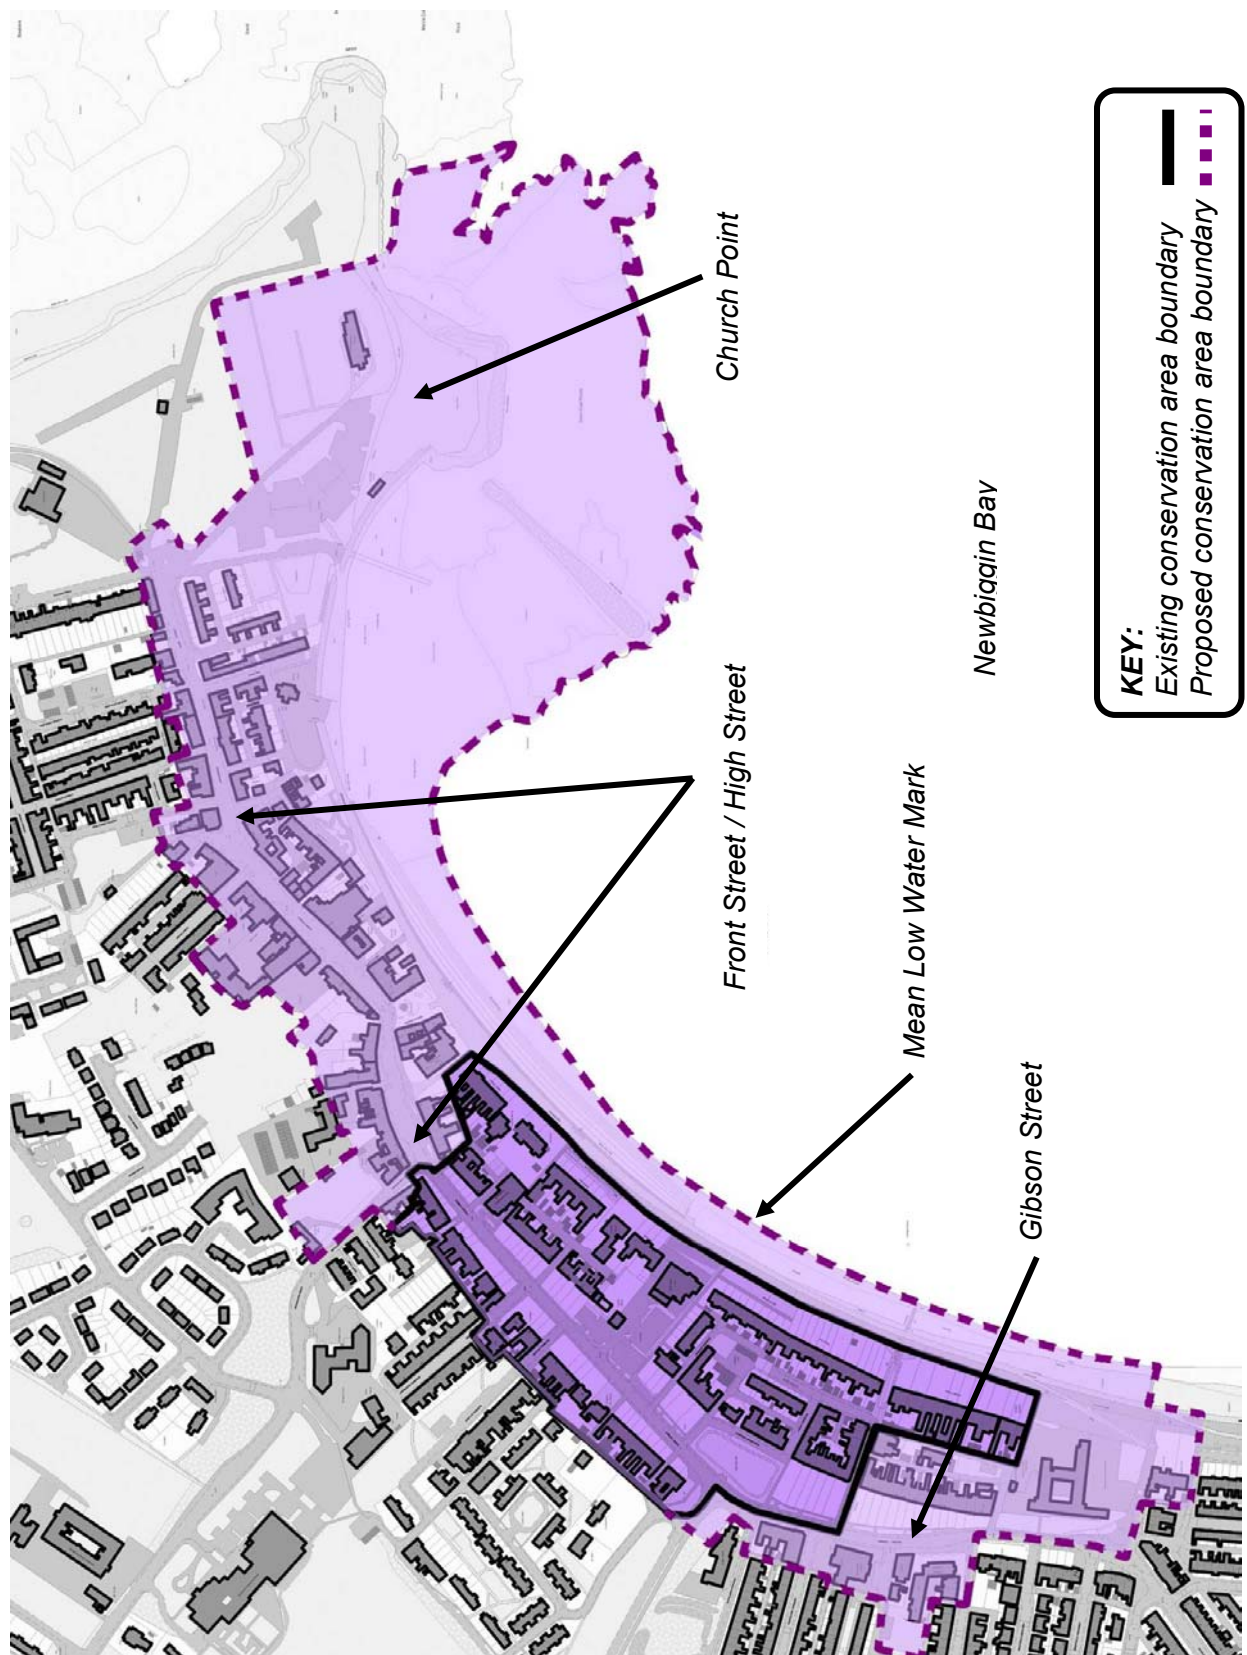 Church Point
Front Street / High Street
Newbiggin Bay
Mean Low Water Mark
Gibson Street
KEY:
Existing conservation area boundary
Proposed conservation area boundary